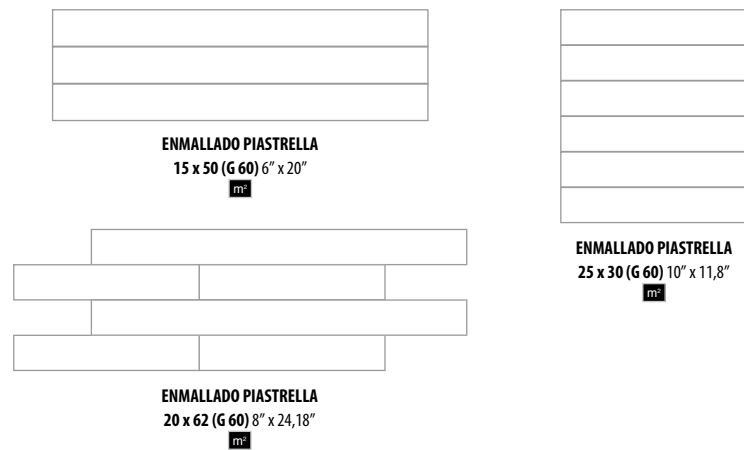 ENMALLADO PIASTRELLA
15 x 50 (G 60) 6” x 20”
m²
ENMALLADO PIASTRELLA
25 x 30 (G 60) 10” x 11,8”
m²
ENMALLADO PIASTRELLA
20 x 62 (G 60) 8” x 24,18”
m²